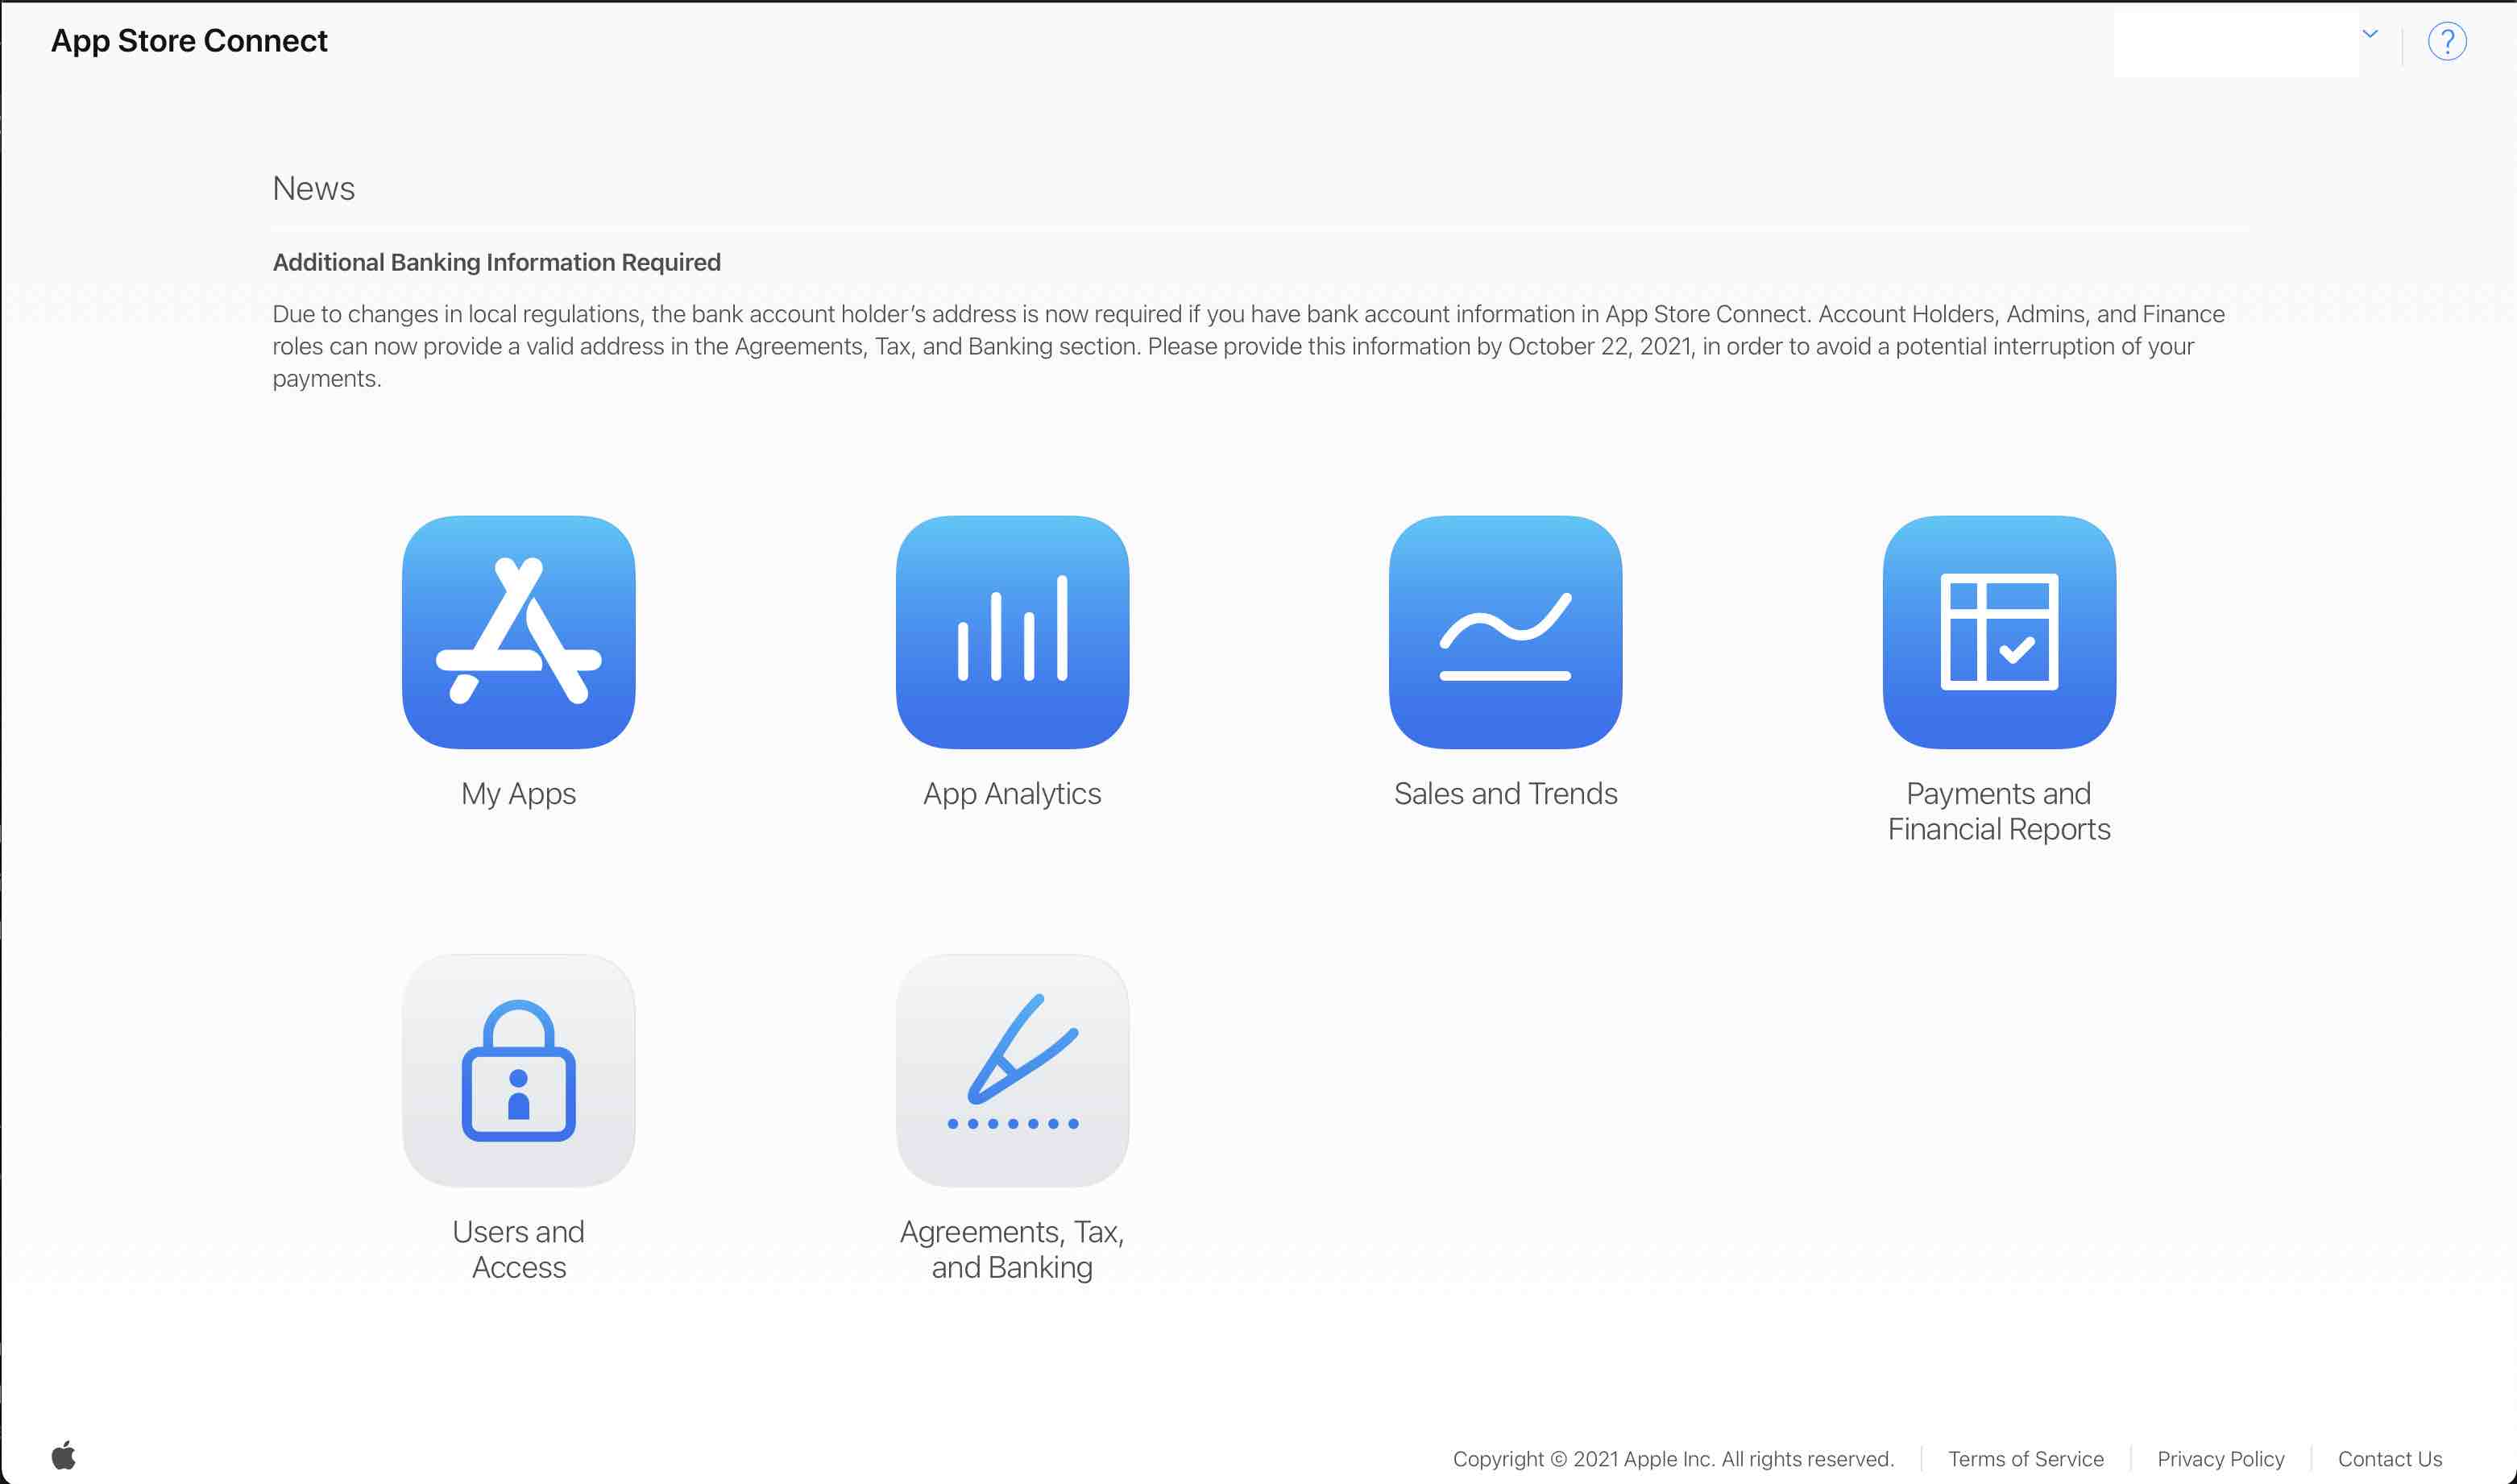 App Store Connect
?
News
Additional Banking Information Required
Due to changes in local regulations, the bank account holder’s address is now required if you have bank account information in App Store Connect. Account Holders, Admins, and Finance
roles can now provide a valid address in the Agreements, Tax, and Banking section. Please provide this information by October 22, 2021, in order to avoid a potential interruption of your
payments.
My Apps
App Analytics
Sales and Trends
Payments and
Financial Reports
Users and
Access
Agreements, Tax,
and Banking
Copyright © 2021 Apple Inc. All rights reserved.
Terms of Service
Privacy Policy
Contact Us